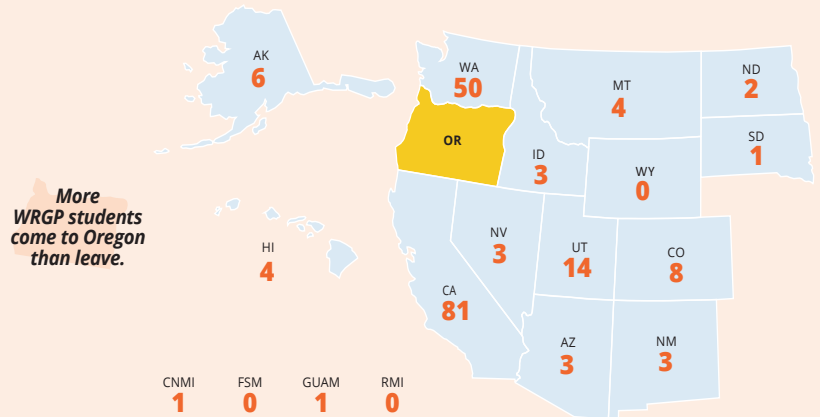 AK
6
WA
50
MT
4
ND
2
OR
SD
1
ID
3
WY
0
More
WRGP students
come to Oregon
than leave.
HI
4
NV
3
UT
14
CO
8
CA
81
AZ
3
NM
3
CNMI
1
FSM
0
GUAM
1
RMI
0